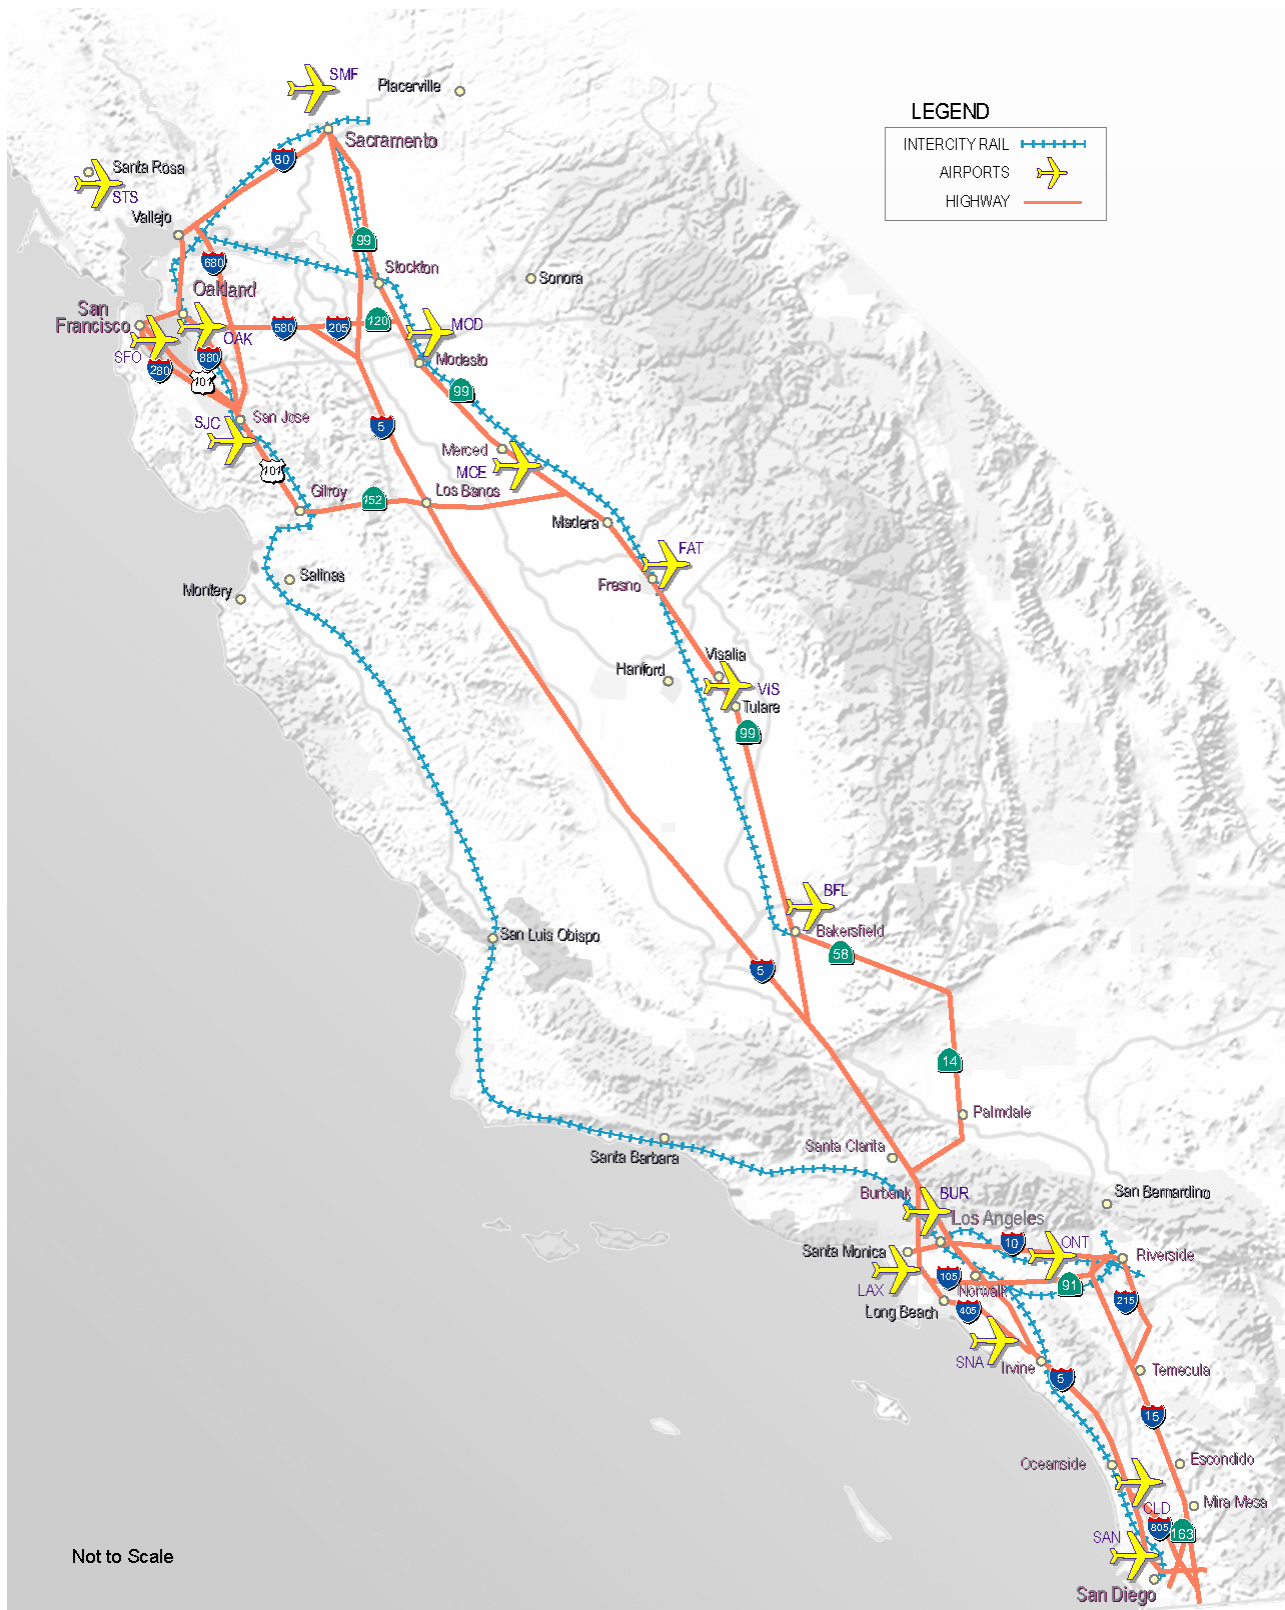 SMF
Placerville
LEGEND
INTERCITY RAIL
AIRPORTS
HIGHWAY
Sacramento
80
Santa Rosa
STS
Vallejo
99
680
Stockton
Sonora
Oakland
San
Francisco
580
205
120
MOD
OAK
SFO
880
280
101
Modesto
99
SJC
San Jose
5
Merced
MCE
101
Gilroy
152
Los Banos
Madera
FAT
Fresno
Salinas
Montery
Visalia
Hanford
VIS
Tulare
99
BFL
Bakersfield
58
San Luis Obispo
5
14
Palmdale
Santa Clarita
Santa Barbara
Burbank
BUR
San Bernardino
Los Angeles
Santa Monica
10
ONT
Riverside
LAX
105
Norwalk
91
215
Long Beach
405
SNA
Irvine
5
Temecula
15
Oceanside
Escondido
CLD
Mira Mesa
805
163
SAN
Not to Scale
San Diego